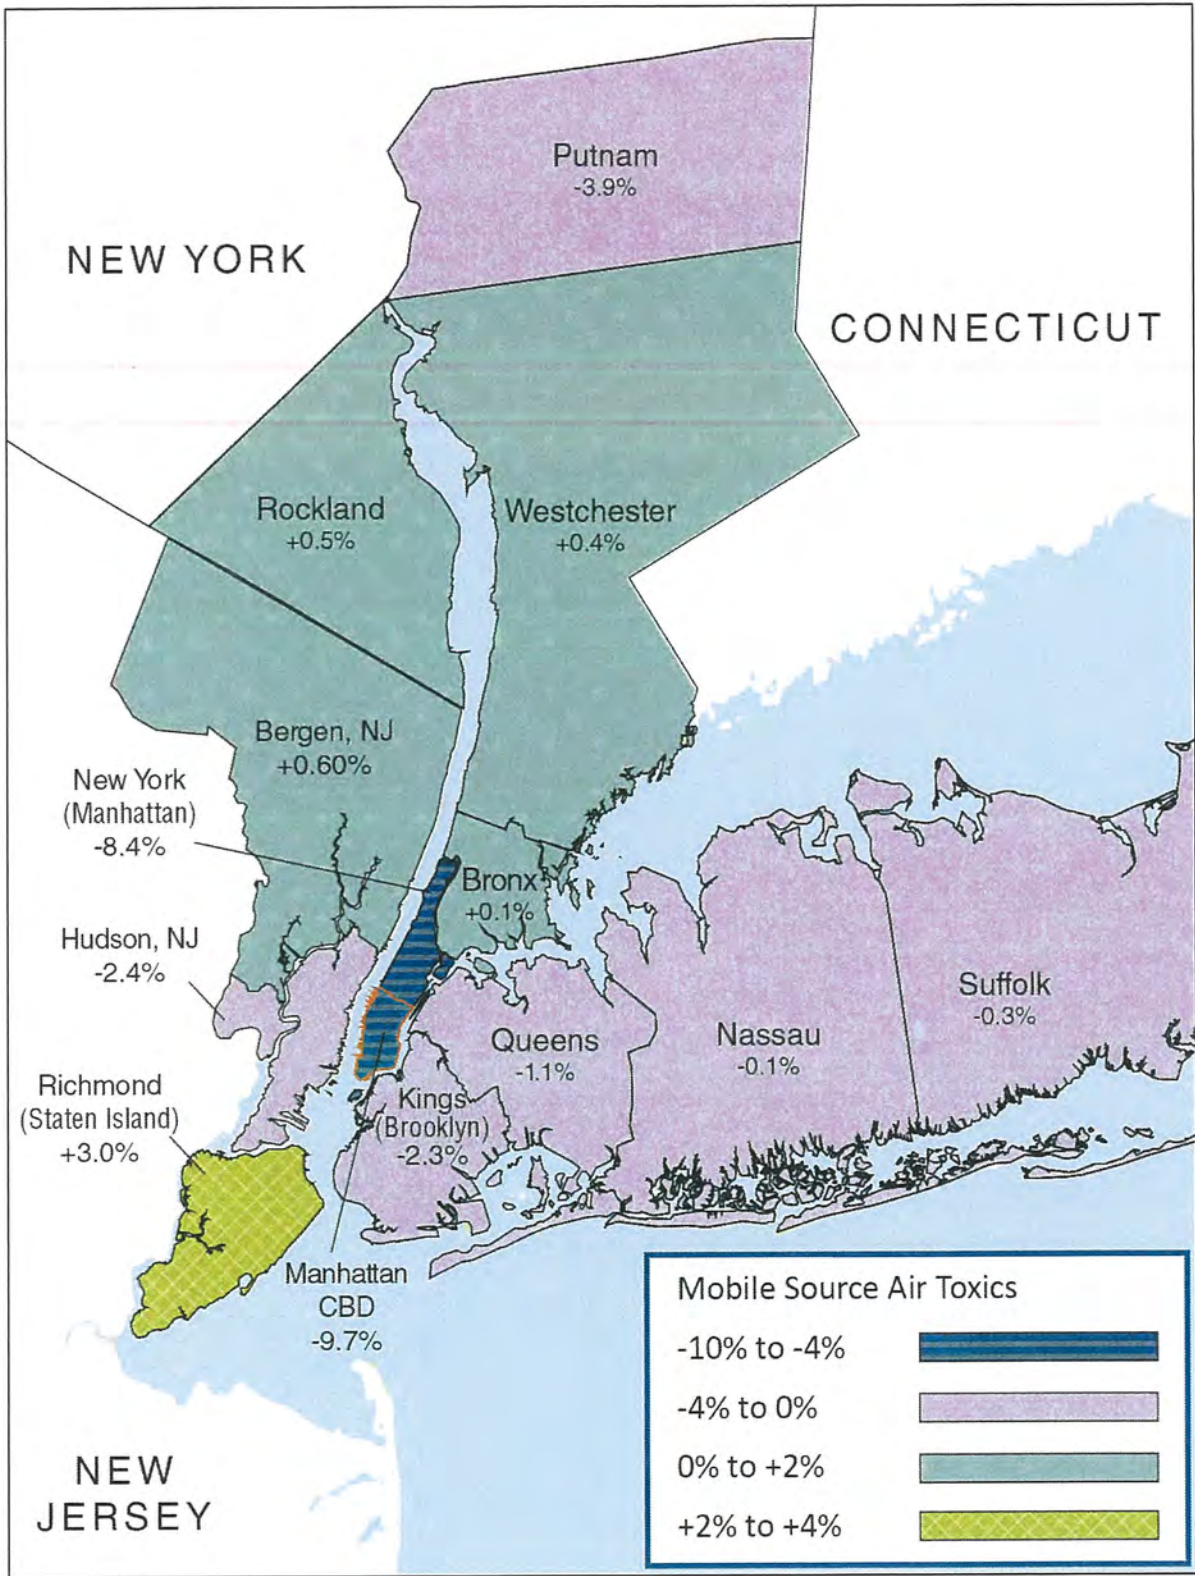 Putnam
-3.9%
NEW YORK
CONNECTICUT
Rockland
+0.5%
Westchester
+0.4%
Bergen, NJ
+0.60%
New York
(Manhattan)
-8.4%
Bronx
+0.1%
Hudson, NJ
-2.4%
Suffolk
-0.3%
Queens
-1.1%
Nassau
-0.1%
Richmond
(Staten Island)
+3.0%
Kings
(Brooklyn)
-2.3%
Manhattan
CBD
-9.7%
NEW
JERSEY
Mobile Source Air Toxics
-10% to -4%
-4% to 0%
0% to +2%
+2% to +4%